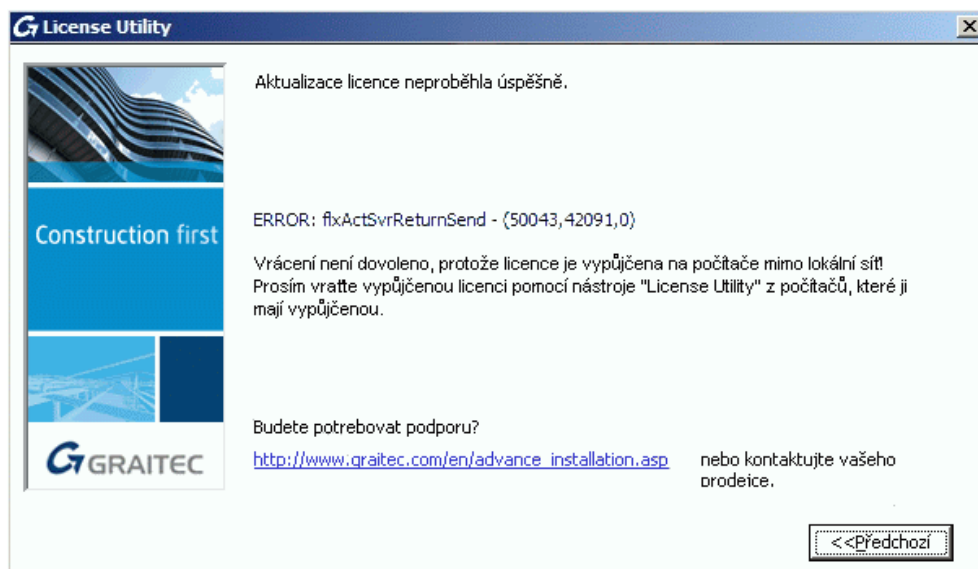 License Utility
Aktualizace licence neproběhla úspěšně.
ERROR: flxActSvrReturnSend - (50043,42091,0)
Construction first
Vrácení není dovoleno, protože licence je vypůjčena na počítače mimo lokální síť!
Prosím vraťte vypůjčenou licenci pomocí nástroje "License Utility" z počítačů, které ji
mají vypůjčenou.
Budete potrebovat podporu?
GRAITEC
http://www.graitec.com/en/advance_installation.asp nebo kontaktujte vašeho
prodejce.
<<Předchozí